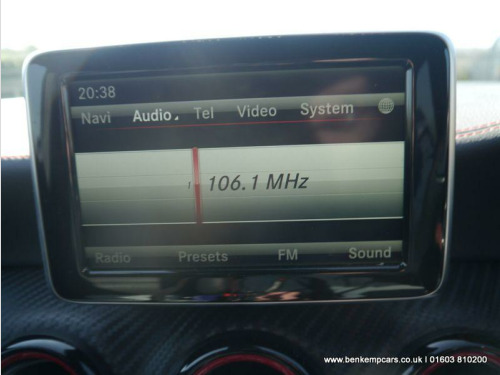 20:38
Navi Audio Tel Video System
1 106.1 MHz
Radio Presets FM Sound
www.benkempcars.co.uk | 01603 810200